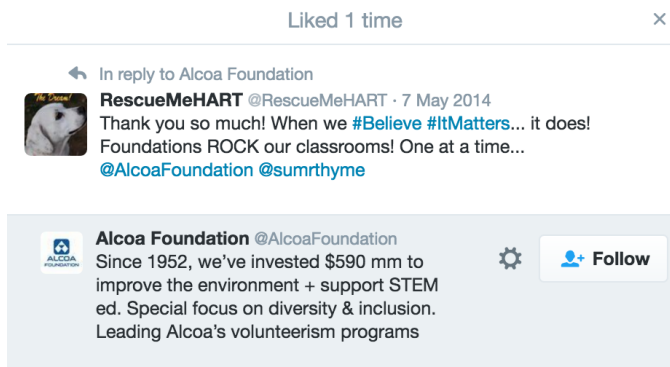 Liked 1 time
In reply to Alcoa Foundation
The Dream!
RescueMeHART @RescueMeHART · 7 May 2014
Thank you so much! When we #Believe #ItMatters... it does!
Foundations ROCK our classrooms! One at a time...
@AlcoaFoundation @sumrthyme
ALCOA
FOUNDATION
Alcoa Foundation @AlcoaFoundation
Since 1952, we've invested $590 mm to
improve the environment + support STEM
ed. Special focus on diversity & inclusion.
Leading Alcoa's volunteerism programs
Follow